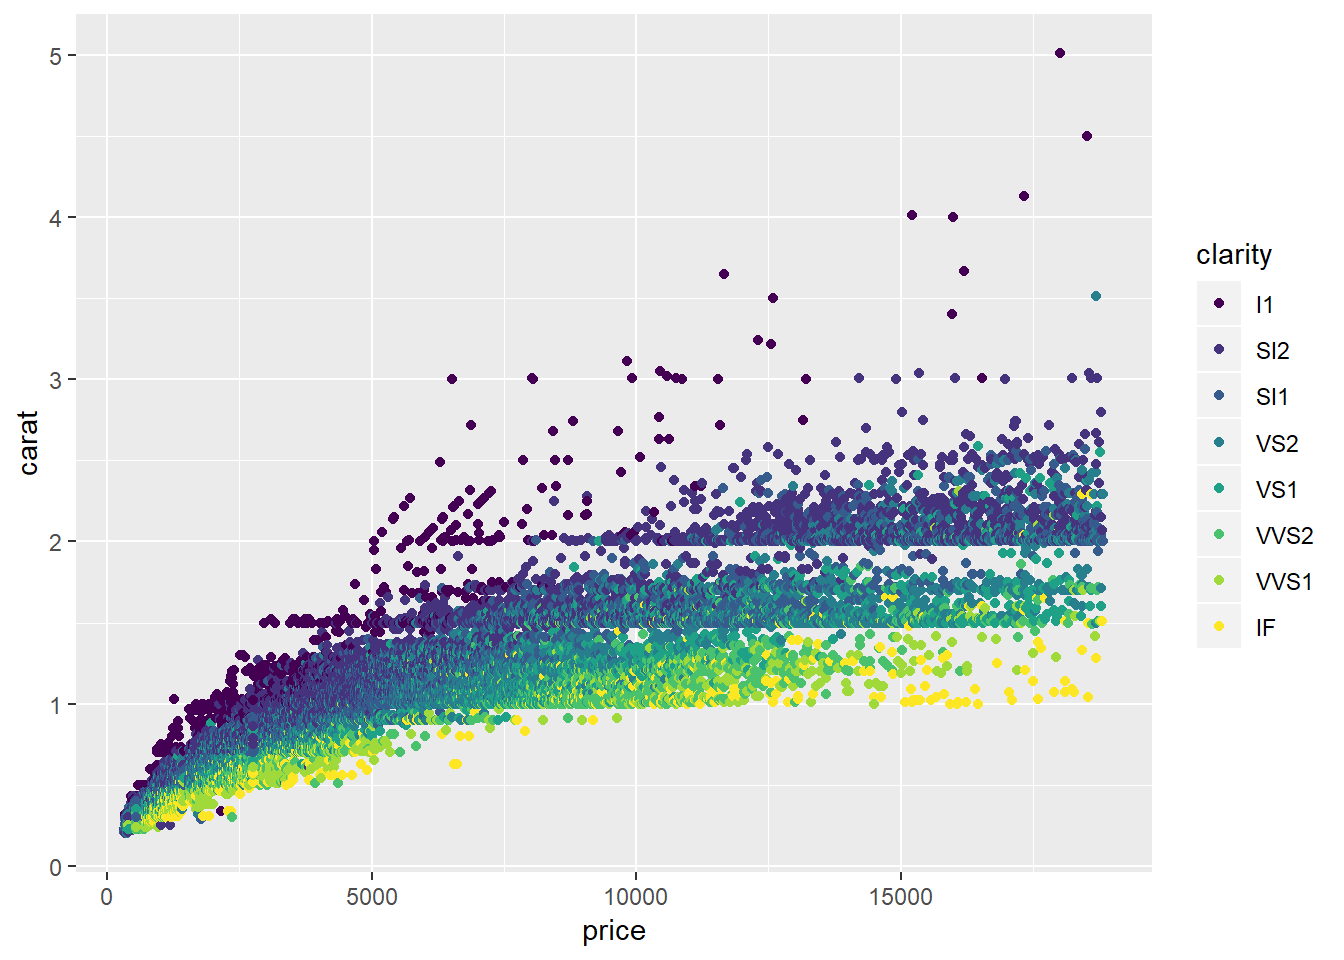 5
4
3
2
1
0
carat
0 5000 10000 15000
price
clarity
I1
SI2
SI1
VS2
VS1
VVS2
VVS1
IF